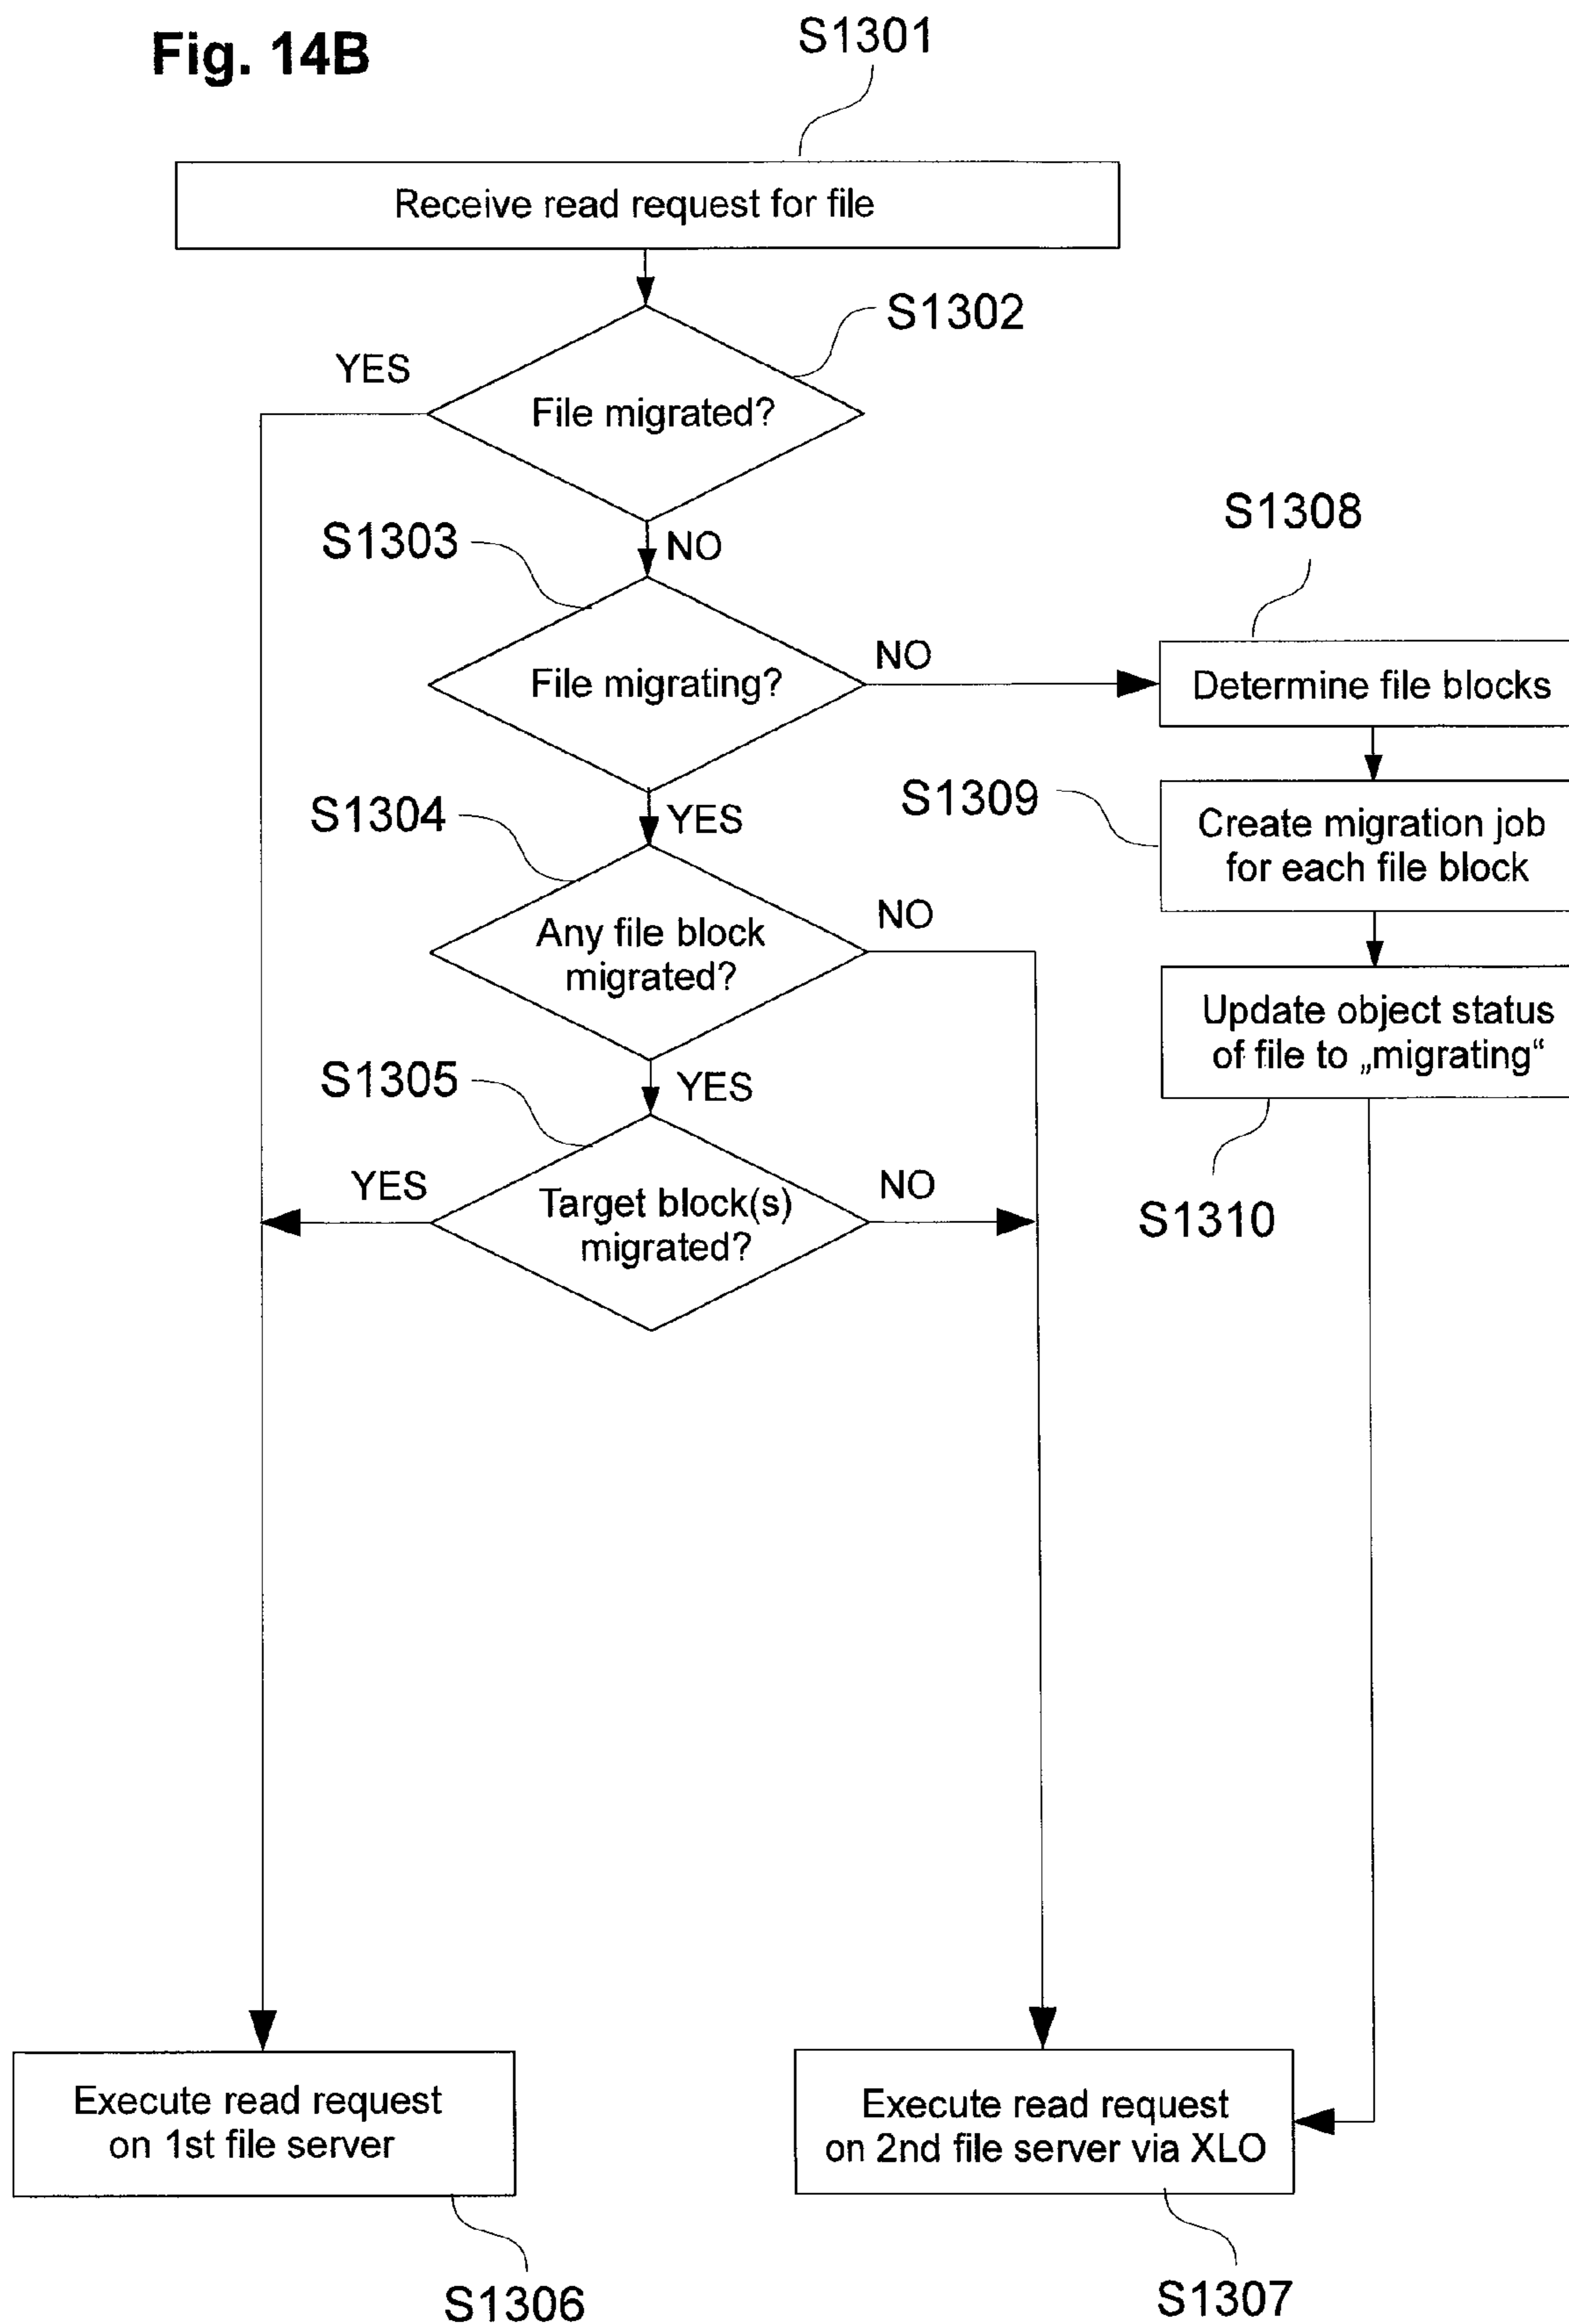 Fig. 14B
S1301
Receive read request for file
S1302
YES
File migrated?
S1303
NO
S1308
File migrating?
NO
Determine file blocks
S1304
YES
S1309
Create migration job
for each file block
Any file block
migrated?
NO
Update object status
of file to „migrating“
S1305
YES
YES
Target block(s)
migrated?
NO
S1310
Execute read request
on 1st file server
Execute read request
on 2nd file server via XLO
S1306
S1307